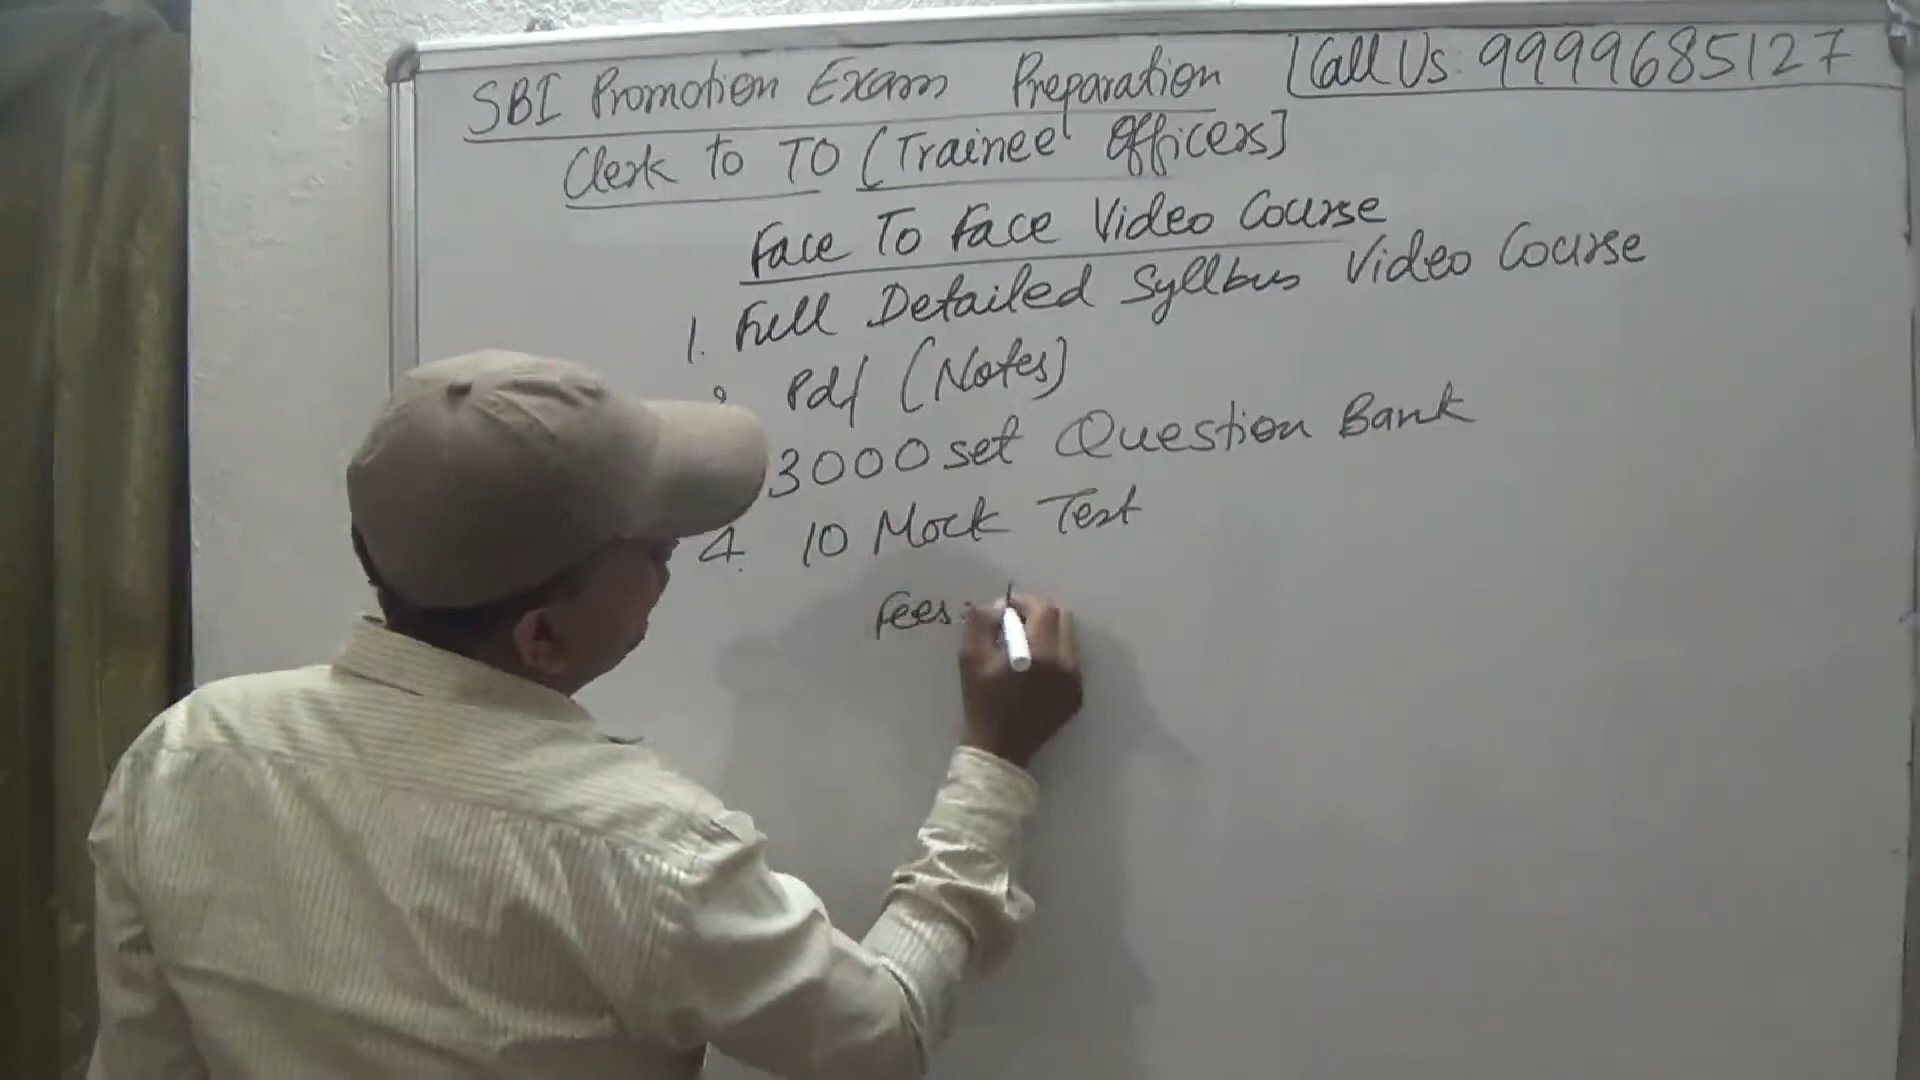 SBI Promotion Exam Preparation Call Us: 9999685127
Clerk to TO (Trainee Officers]
Face To Face Video Course
1. Full Detailed Syllbus Video Course
Pdf (Notes)
3000 set Question Bank
4. 10 Mock Test
Fees: